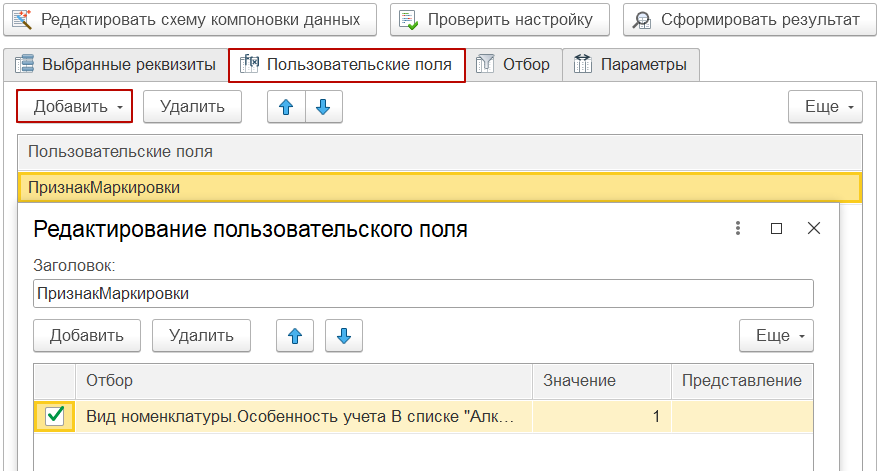 Редактировать схему компоновки данных Проверить настройку Сформировать результат
Выбранные реквизиты Пользовательские поля Отбор Параметры
Добавить Удалить Еще
Пользовательские поля
ПризнакМаркировки
Редактирование пользовательского поля
Заголовок:
ПризнакМаркировки
Добавить Удалить Еще
Отбор Значение Представление
Вид номенклатуры.Особенность учета В списке "Алк... 1